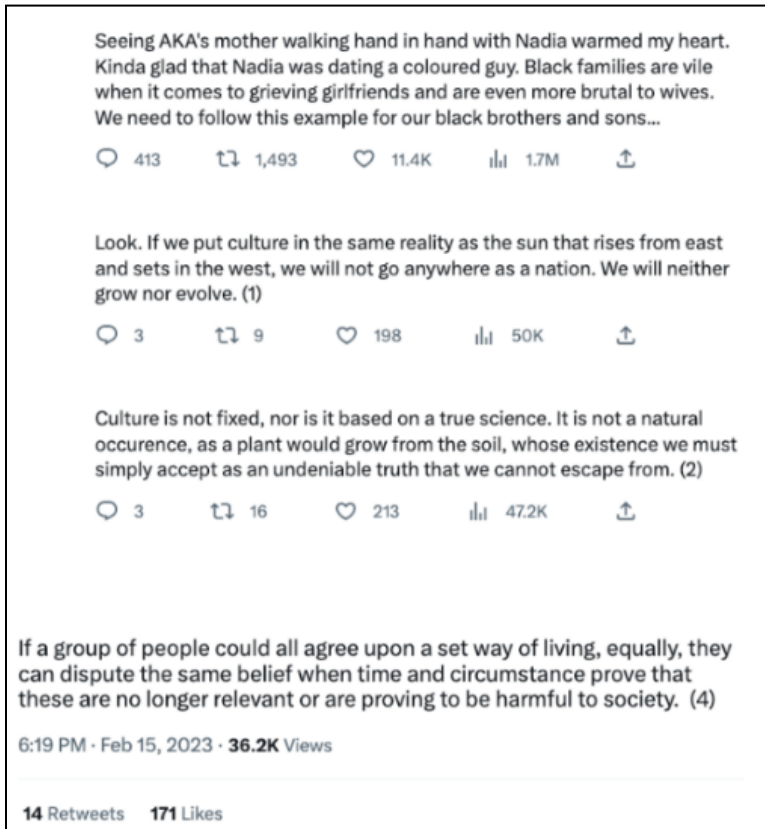 Seeing AKA's mother walking hand in hand with Nadia warmed my heart.
Kinda glad that Nadia was dating a coloured guy. Black families are vile
when it comes to grieving girlfriends and are even more brutal to wives.
We need to follow this example for our black brothers and sons...
413 1,493 11.4K 1.7M
Look. If we put culture in the same reality as the sun that rises from east
and sets in the west, we will not go anywhere as a nation. We will neither
grow nor evolve. (1)
3 9 198 50K
Culture is not fixed, nor is it based on a true science. It is not a natural
occurence, as a plant would grow from the soil, whose existence we must
simply accept as an undeniable truth that we cannot escape from. (2)
3 16 213 47.2K
If a group of people could all agree upon a set way of living, equally, they
can dispute the same belief when time and circumstance prove that
these are no longer relevant or are proving to be harmful to society. (4)
6:19 PM · Feb 15, 2023 · 36.2K Views
14 Retweets 171 Likes